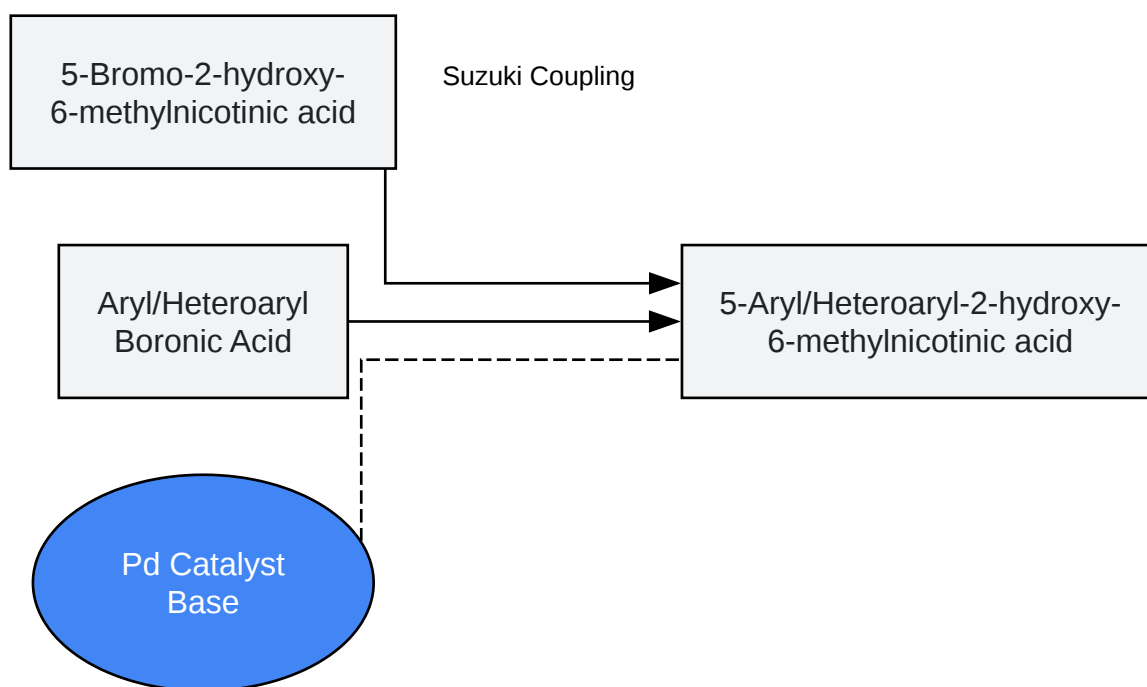 5-Bromo-2-hydroxy-
6-methylnicotinic acid
Suzuki Coupling
Aryl/Heteroaryl
Boronic Acid
5-Aryl/Heteroaryl-2-hydroxy-
6-methylnicotinic acid
Pd Catalyst
Base